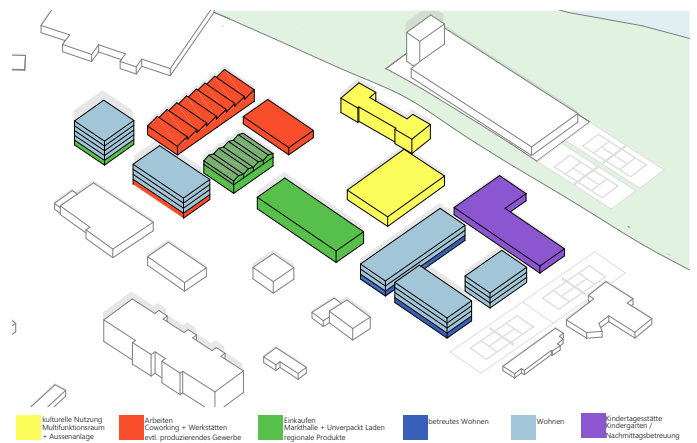 kulturelle Nutzung
Multifunktionsraum
+ Aussenanlage
Arbeiten
Coworking + Werkstätten
evtl. produzierendes Gewerbe
Einkaufen
Markthalle + Unverpackt Laden
regionale Produkte
betreutes Wohnen
Wohnen
Kindertagesstätte
Kindergarten /
Nachmittagsbetreuung